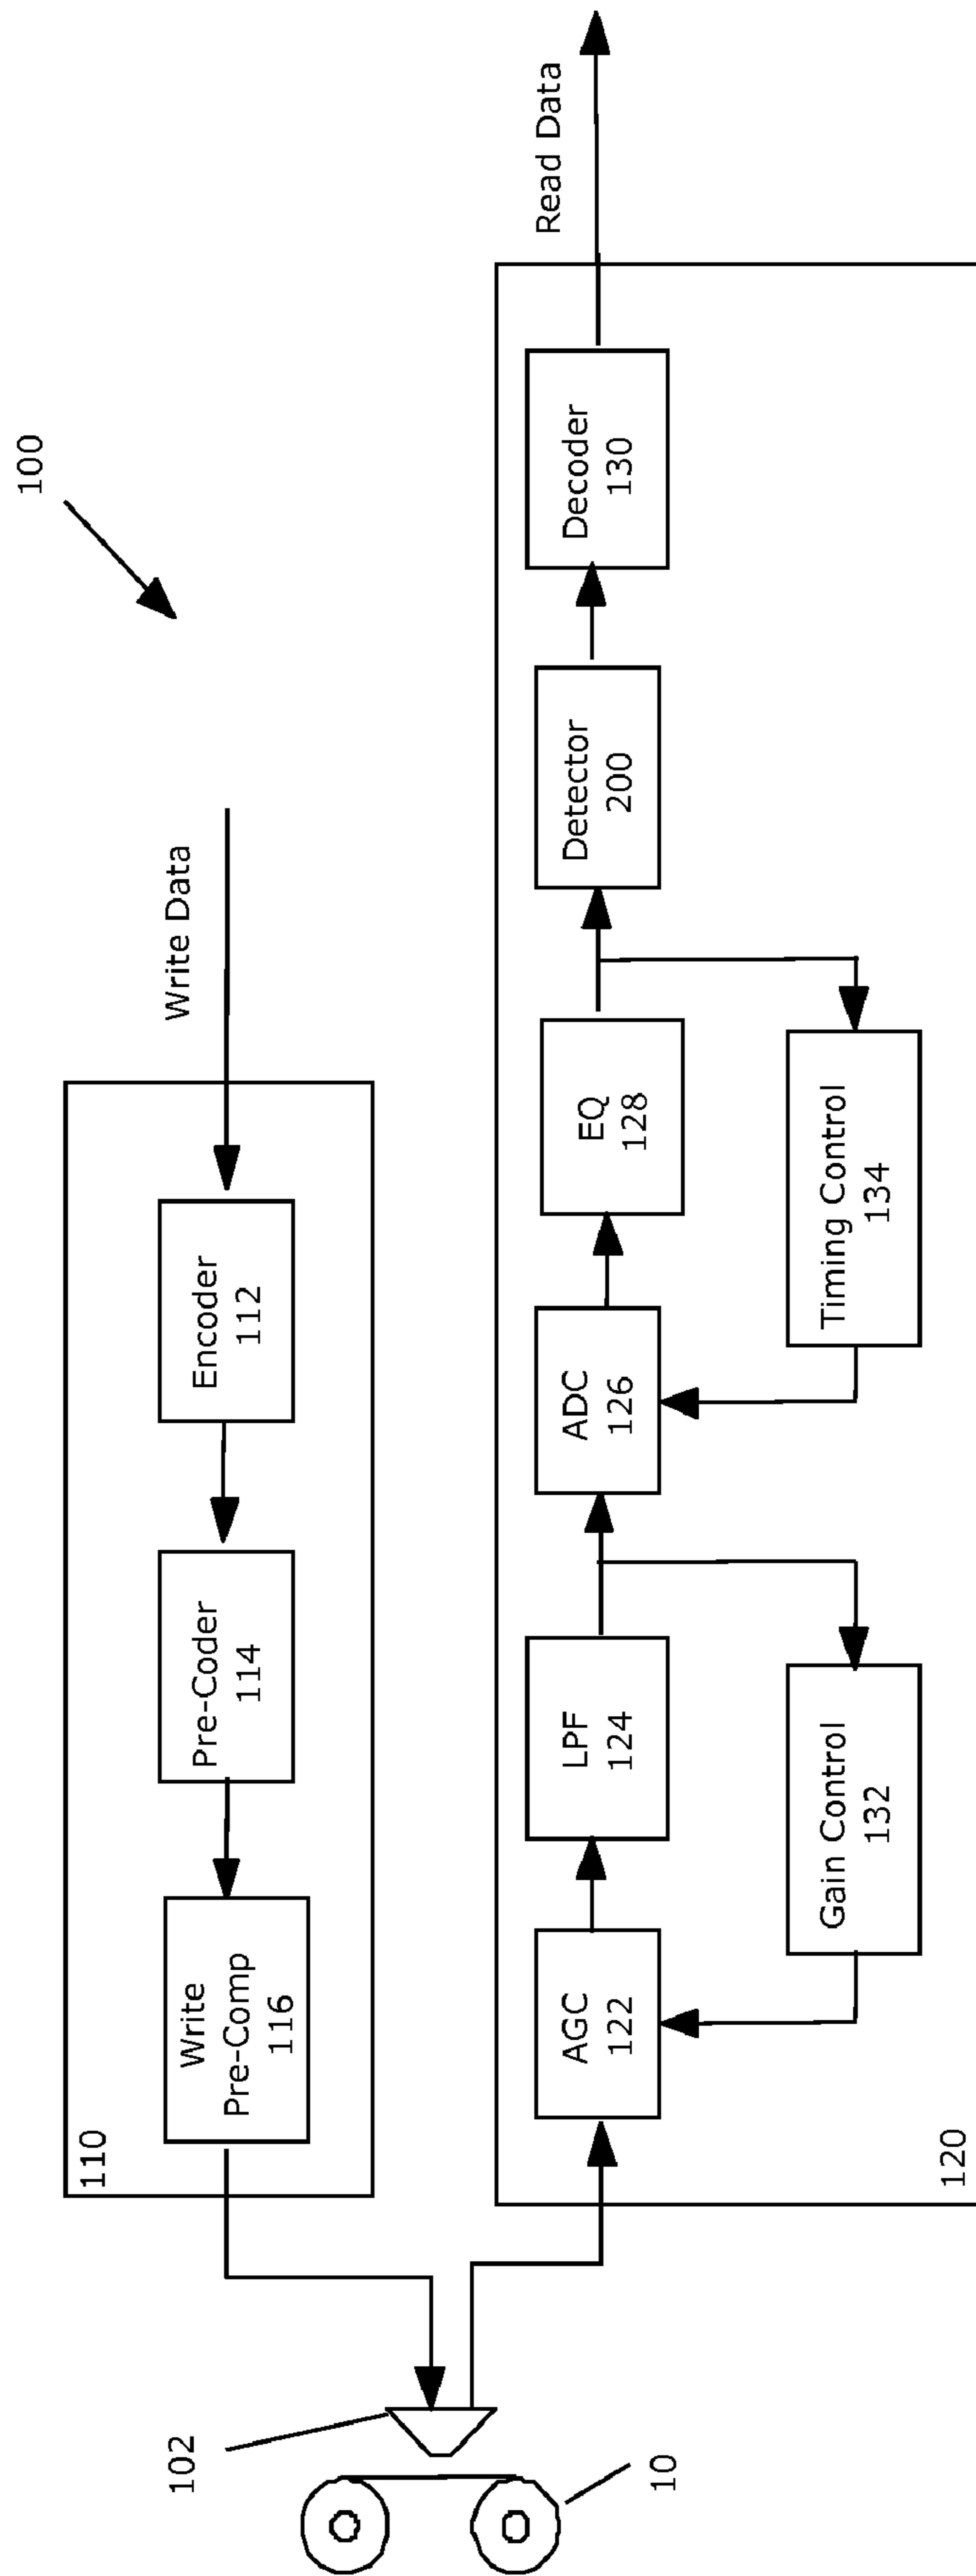 100
Write Data
110
Encoder
112
Pre-Coder
114
Write
Pre-Comp
116
102
10
Read Data
120
AGC
122
LPF
124
ADC
126
EQ
128
Detector
200
Decoder
130
Gain Control
132
Timing Control
134